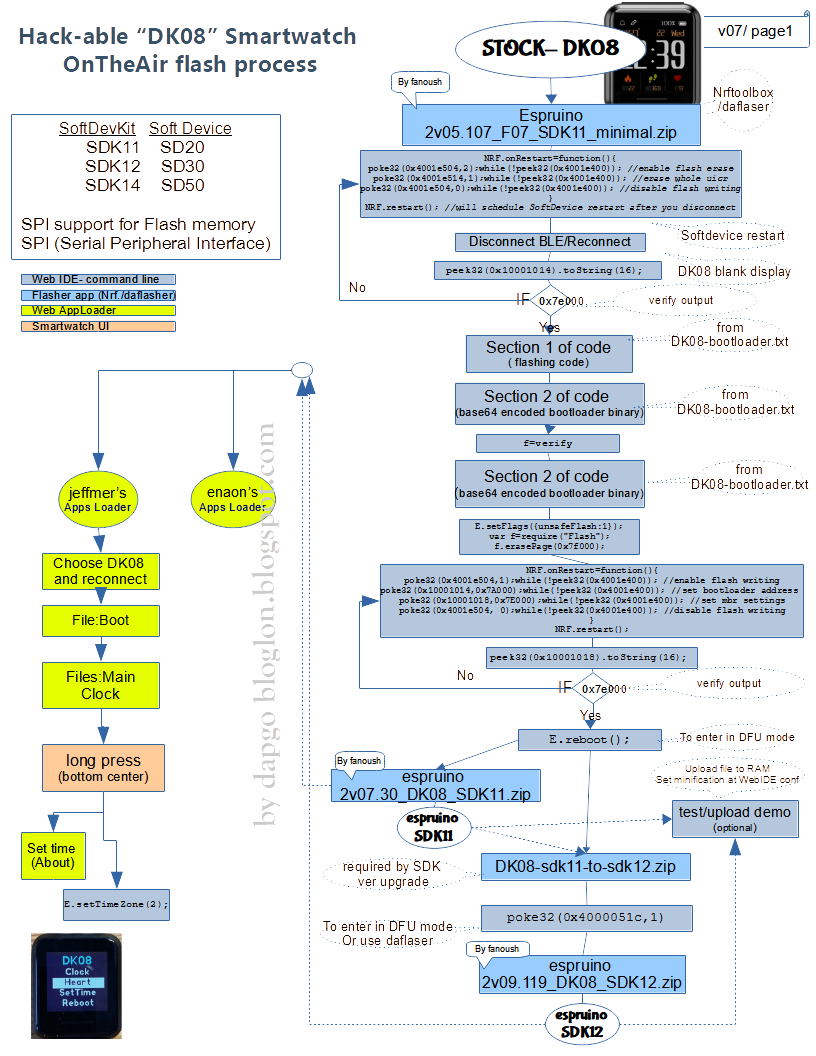 Hack-able “DK08” Smartwatch
OnTheAir flash process
STOCK– DK08
v07/ page1
100%
22 Wed
By fanoush
Espruino
2v05.107_F07_SDK11_minimal.zip
Nrftoolbox
/daflaser
SoftDevKit Soft Device
SDK11 SD20
SDK12 SD30
SDK14 SD50
SPI support for Flash memory
SPI (Serial Peripheral Interface)
NRF.onRestart=function(){
poke32(0x4001e504,2);while(!poke32(0x4001e400)); //enable flash erase
poke32(0x4001e514,1);while(!peek32(0x4001e400)); //erase whole uicr
poke32(0x4001e504,0);while(!peek32(0x4001e400)); //disable flash writing
}
NRF.restart(); //will schedule SoftDevice restart after you disconnect
Disconnect BLE/Reconnect
Softdevice restart
peek32(0x10001014).toString(16);
DK08 blank display
Web IDE- command line
Flasher app (Nrf./daflasher)
Web AppLoader
Smartwatch UI
No
IF
0x7e000
verify output
Yes
Section 1 of code
( flashing code)
from
DK08-bootloader.txt
Section 2 of code
(base64 encoded bootloader binary)
from
DK08-bootloader.txt
f=verify
Section 2 of code
(base64 encoded bootloader binary)
from
DK08-bootloader.txt
E.setFlags({unsafeFlash:1});
var f=require("Flash");
f.erasePage(0x7f000);
NRF.onRestart=function(){
poke32(0x4001e504,1);while(!peek32(0x4001e400)); //enable flash writing
poke32(0x10001014,0x7A000);while(!peek32(0x4001e400)); //set bootloader address
poke32(0x10001018,0x7E000);while(!peek32(0x4001e400)); //set mbr settings
poke32(0x4001e504, 0);while(!peek32(0x4001e400)); //disable flash writing
}
NRF.restart();
peek32(0x10001018).toString(16);
No
IF
0x7e000
verify output
Yes
E.reboot();
To enter in DFU mode
jeffmer's
Apps Loader
enaon's
Apps Loader
Choose DK08
and reconnect
File:Boot
Files:Main
Clock
long press
(bottom center)
Set time
(About)
E.setTimeZone(2);
by dapgo bloglon.blogspot.com
By fanoush
espruino
2v07.30_DK08_SDK11.zip
espruino
SDK11
Upload file to RAM
Set minification at WebIDE conf
test/upload demo
(optional)
required by SDK
ver upgrade
DK08-sdk11-to-sdk12.zip
To enter in DFU mode
Or use daflaser
poke32(0x4000051c,1)
By fanoush
espruino
2v09.119_DK08_SDK12.zip
espruino
SDK12
DK08
Clock
Heart
SetTime
Reboot